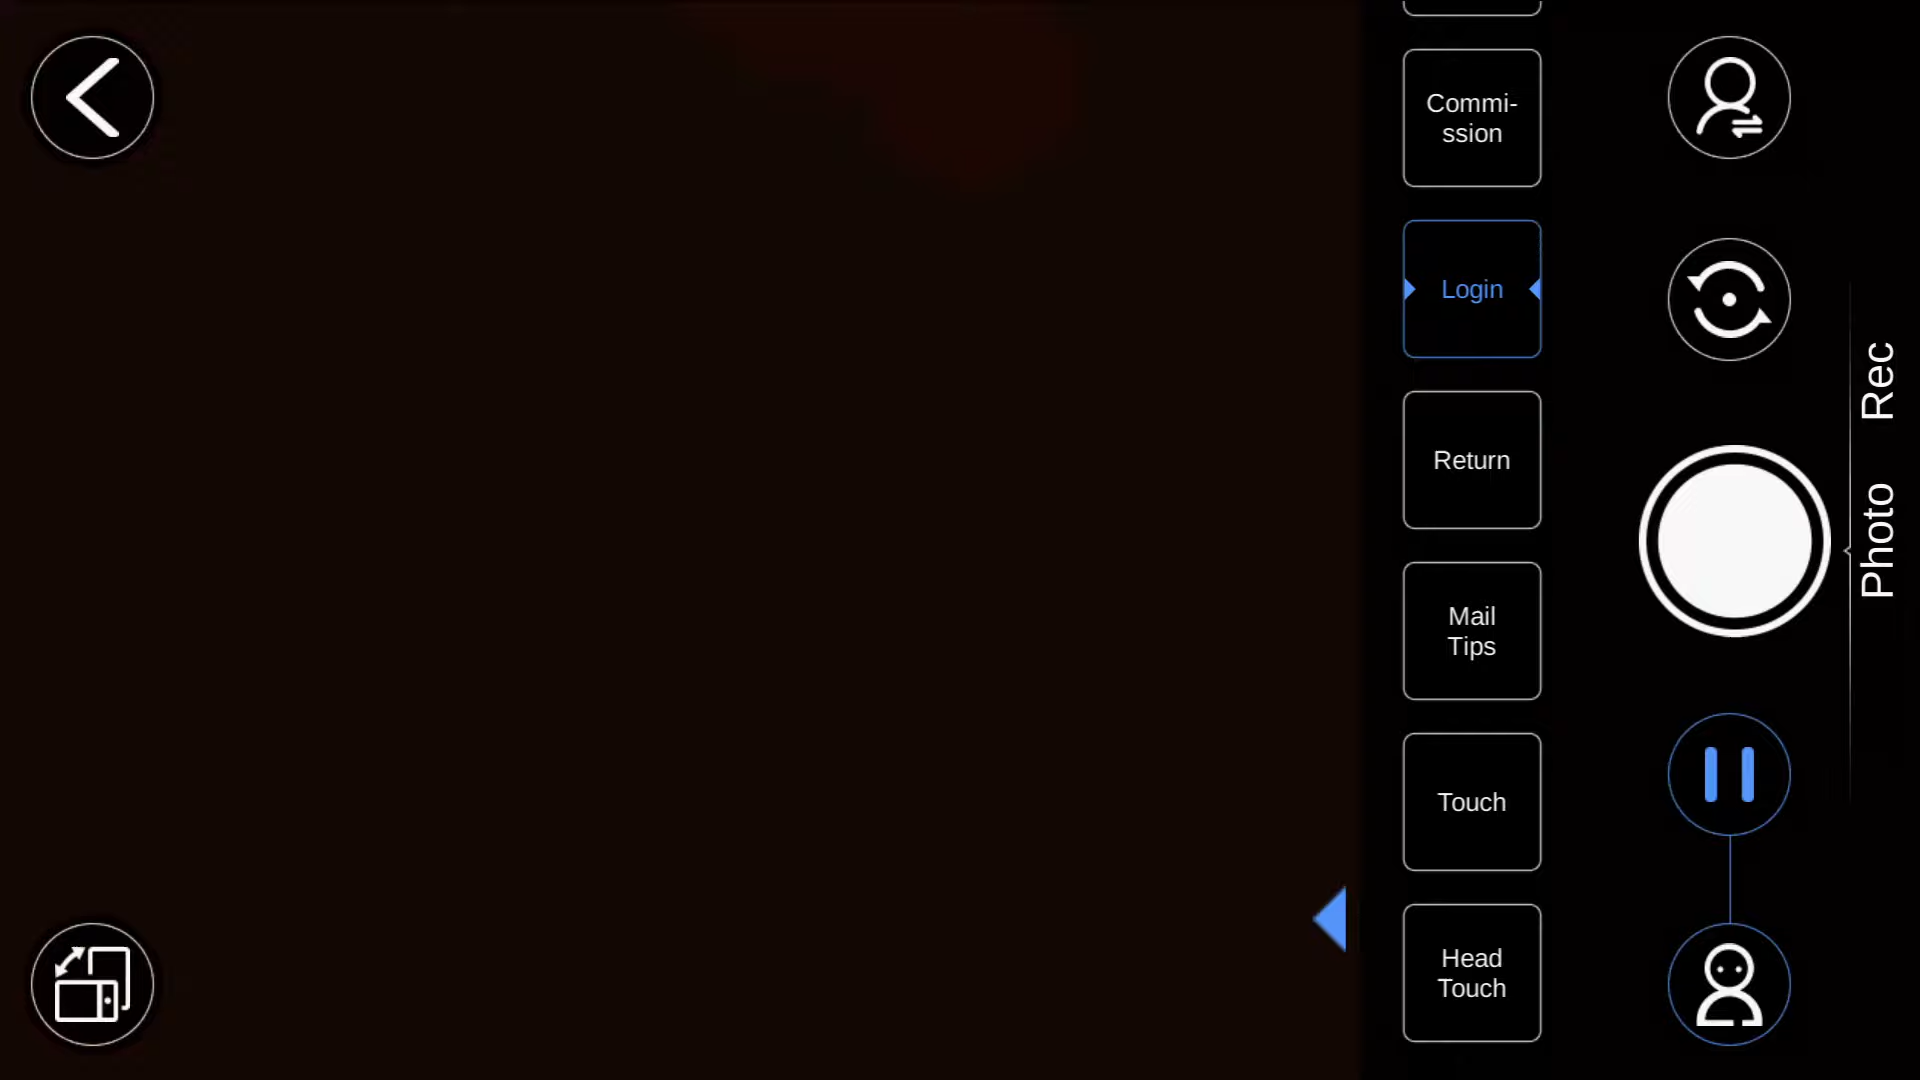 Commi-
ssion
Login
Return
Mail
Tips
Touch
Head
Touch
Rec
Photo